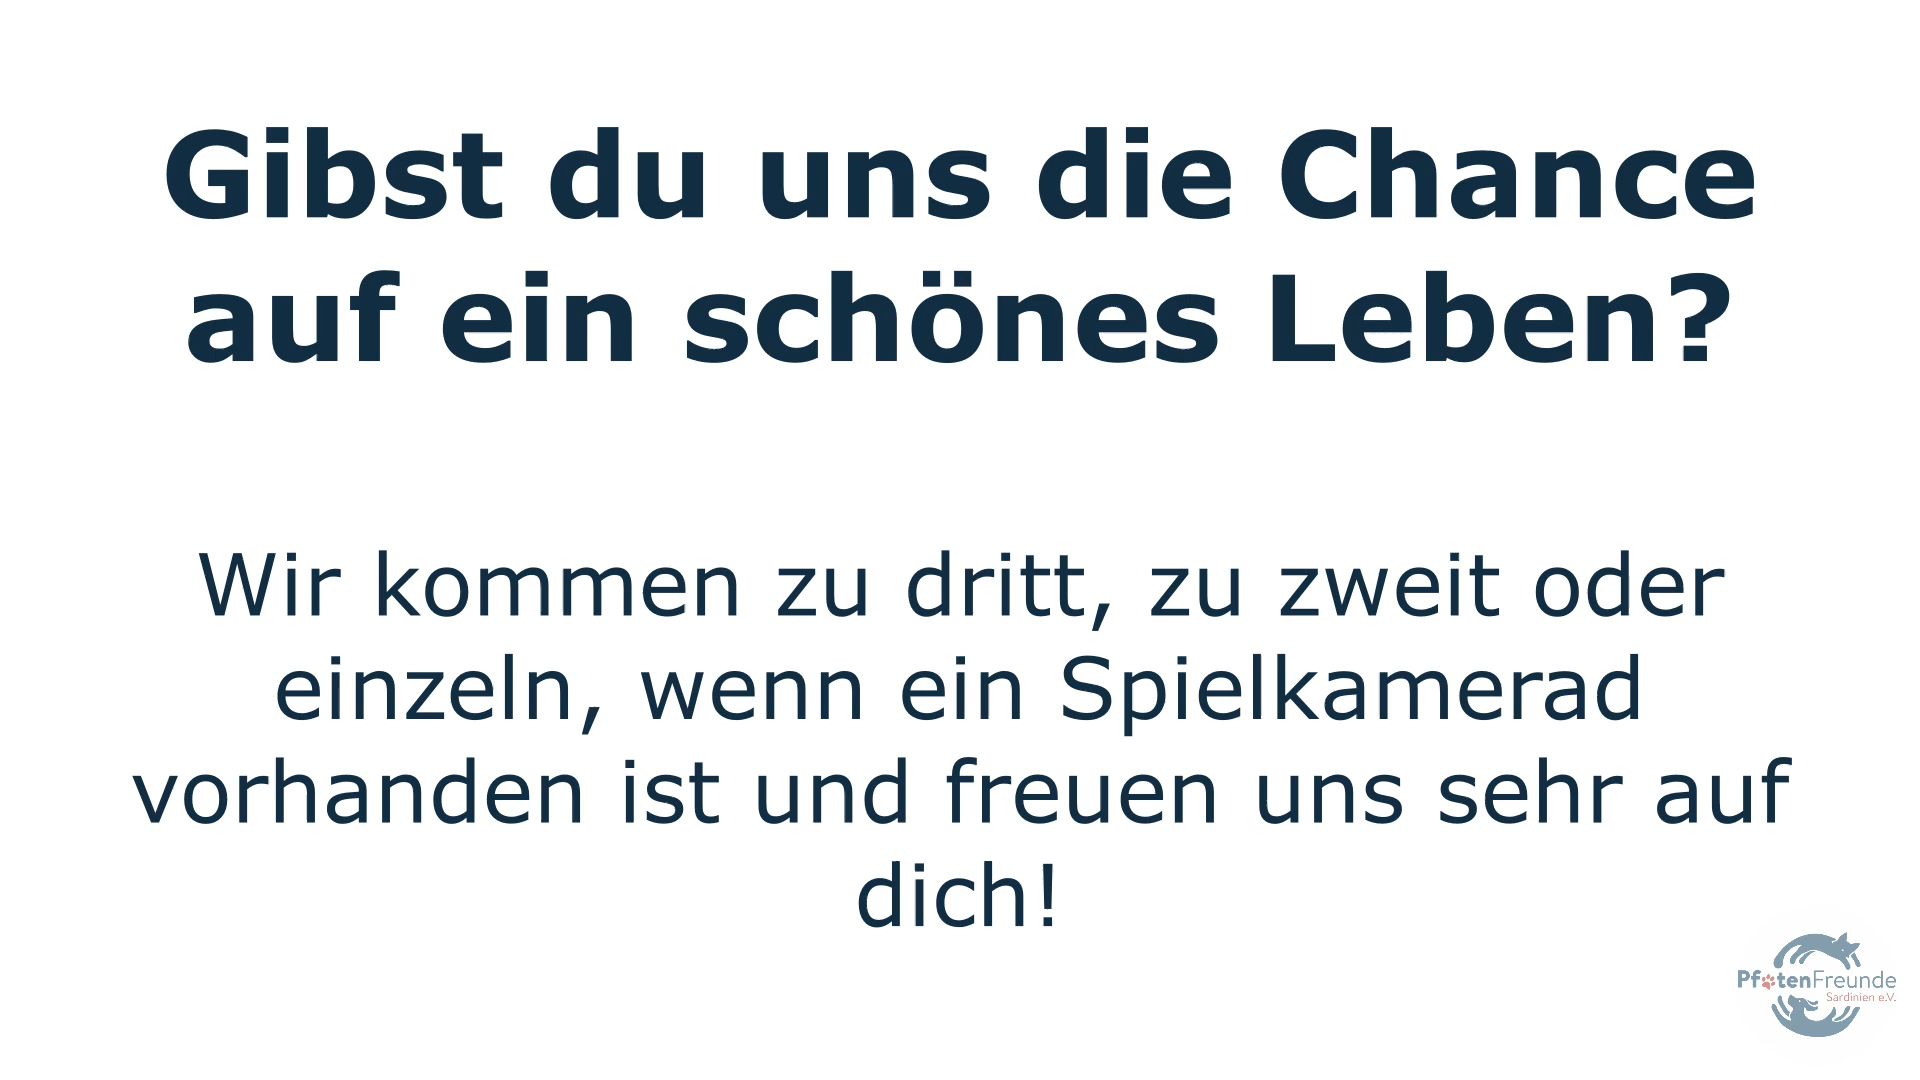 Gibst du uns die Chance
auf ein schönes Leben?
Wir kommen zu dritt, zu zweit oder
einzeln, wenn ein Spielkamerad
vorhanden ist und freuen uns sehr auf
dich!
PfotenFreunde
Sardinien e.V.